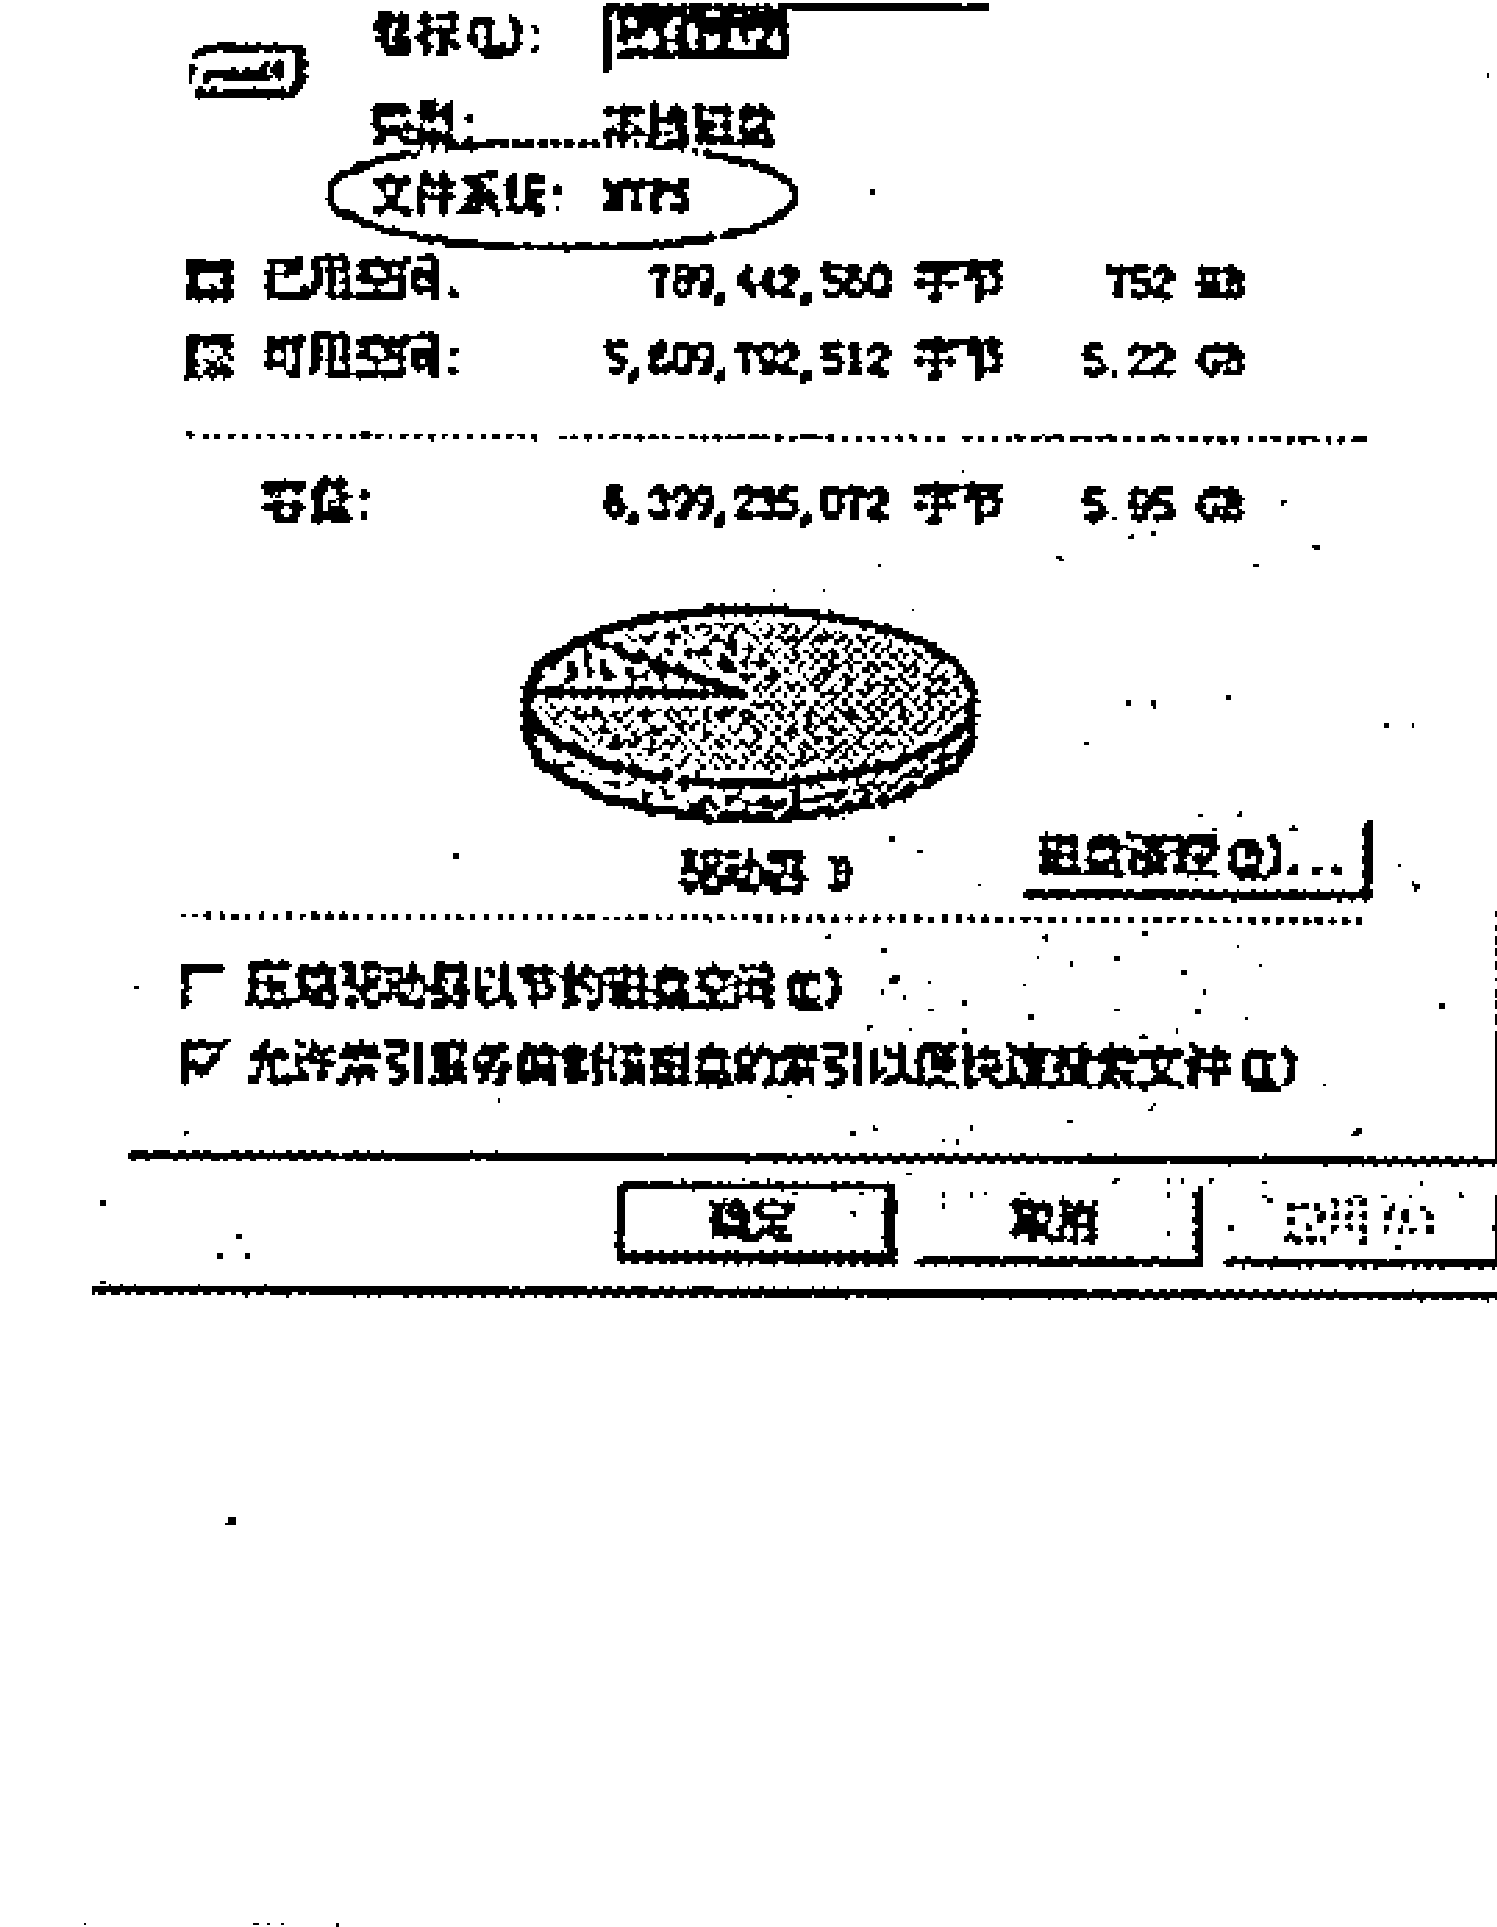 卷标(L):
类型: 本地磁盘
文件系统: NTFS
已用空间: 789,442,560 字节 752 MB
可用空间: 5,609,792,512 字节 5.22 GB
容量: 6,399,235,072 字节 5.95 GB
驱动器 D
磁盘清理(D)...
压缩驱动器以节约磁盘空间(C)
允许索引服务编制该磁盘的索引以便快速搜索文件(I)
确定 取消 应用(A)